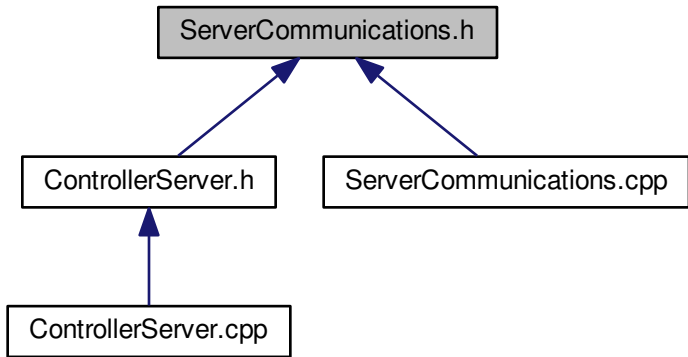 ServerCommunications.h
ControllerServer.h
ServerCommunications.cpp
ControllerServer.cpp